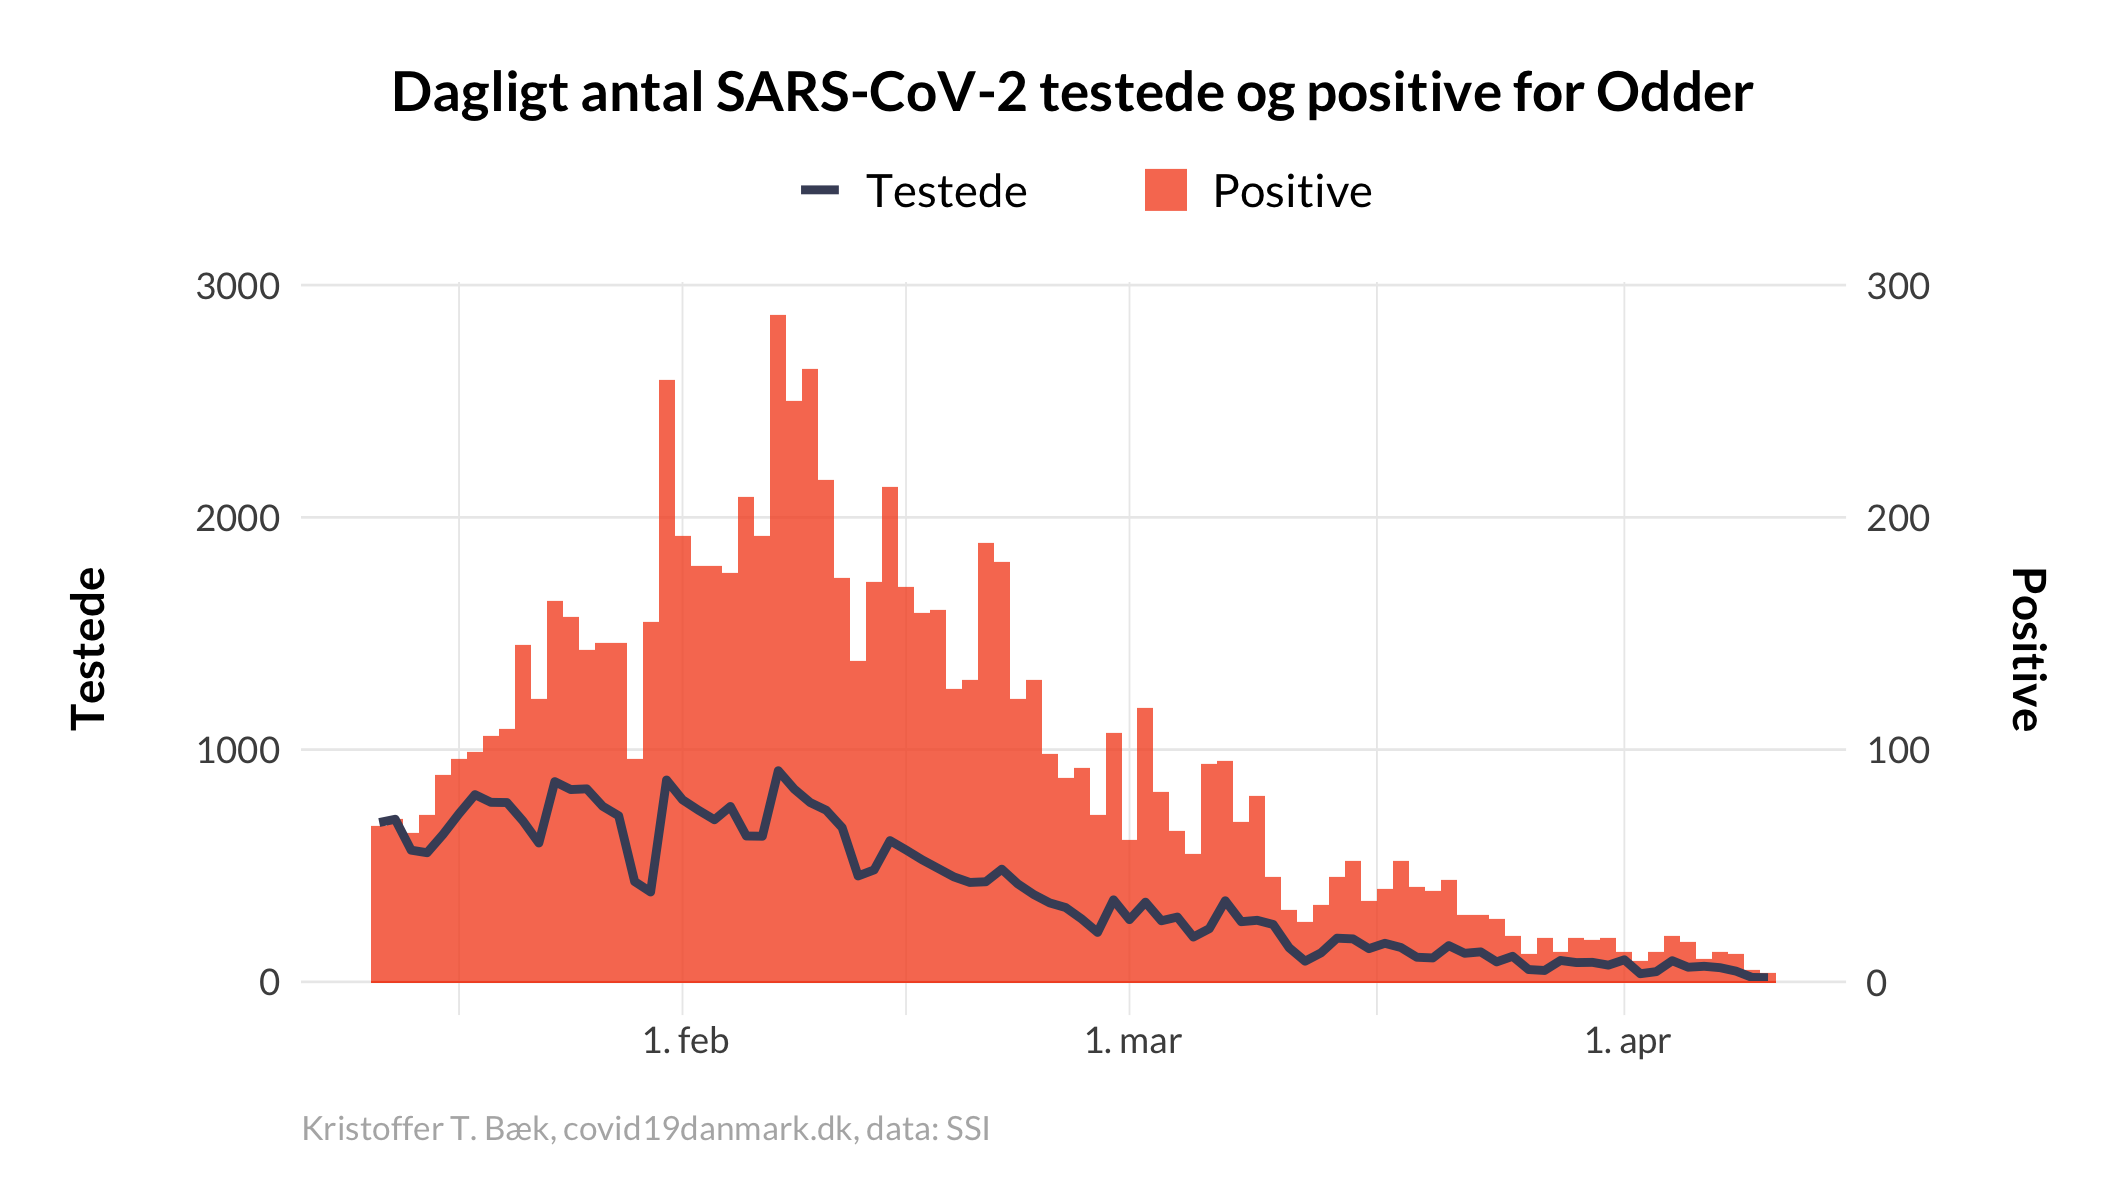 Dagligt antal SARS-CoV-2 testede og positive for Odder
Testede
Positive
3000
2000
1000
0
300
200
100
0
Testede
Positive
1. feb
1. mar
1. apr
Kristoffer T. Bæk, covid19danmark.dk, data: SSI